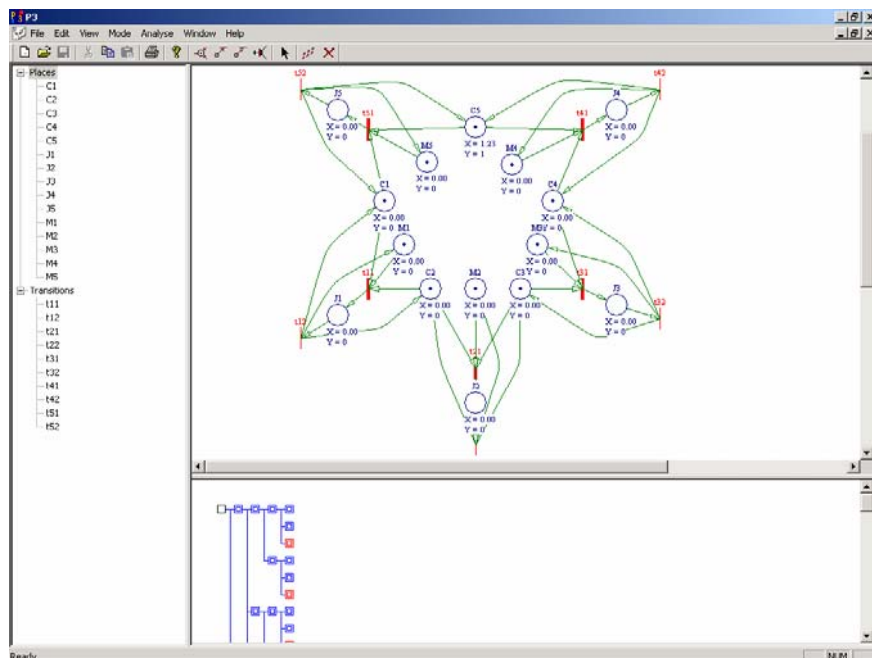 P3
File Edit View Mode Analyse Window Help
Places
C1
C2
C3
C4
C5
J1
J2
J3
J4
J5
M1
M2
M3
M4
M5
Transitions
t11
t12
t21
t22
t31
t32
t41
t42
t51
t52
t52
t42
J5
X = 0.00
Y = 0
t51
C5
X = 1.23
Y = 1
t41
J4
X = 0.00
Y = 0
M5
X = 0.00
Y = 0
M4
X = 0.00
Y = 0
C1
X = 0.00
Y = 0
C4
X = 0.00
Y = 0
M1
X = 0.00
Y = 0
M3
X = 0.00
Y = 0
t11
C2
X = 0.00
Y = 0
M2
X = 0.00
Y = 0
C3
X = 0.00
Y = 0
t31
t12
J1
X = 0.00
Y = 0
J3
X = 0.00
Y = 0
t32
t21
X = 0.00
Y = 0
Ready
NUM